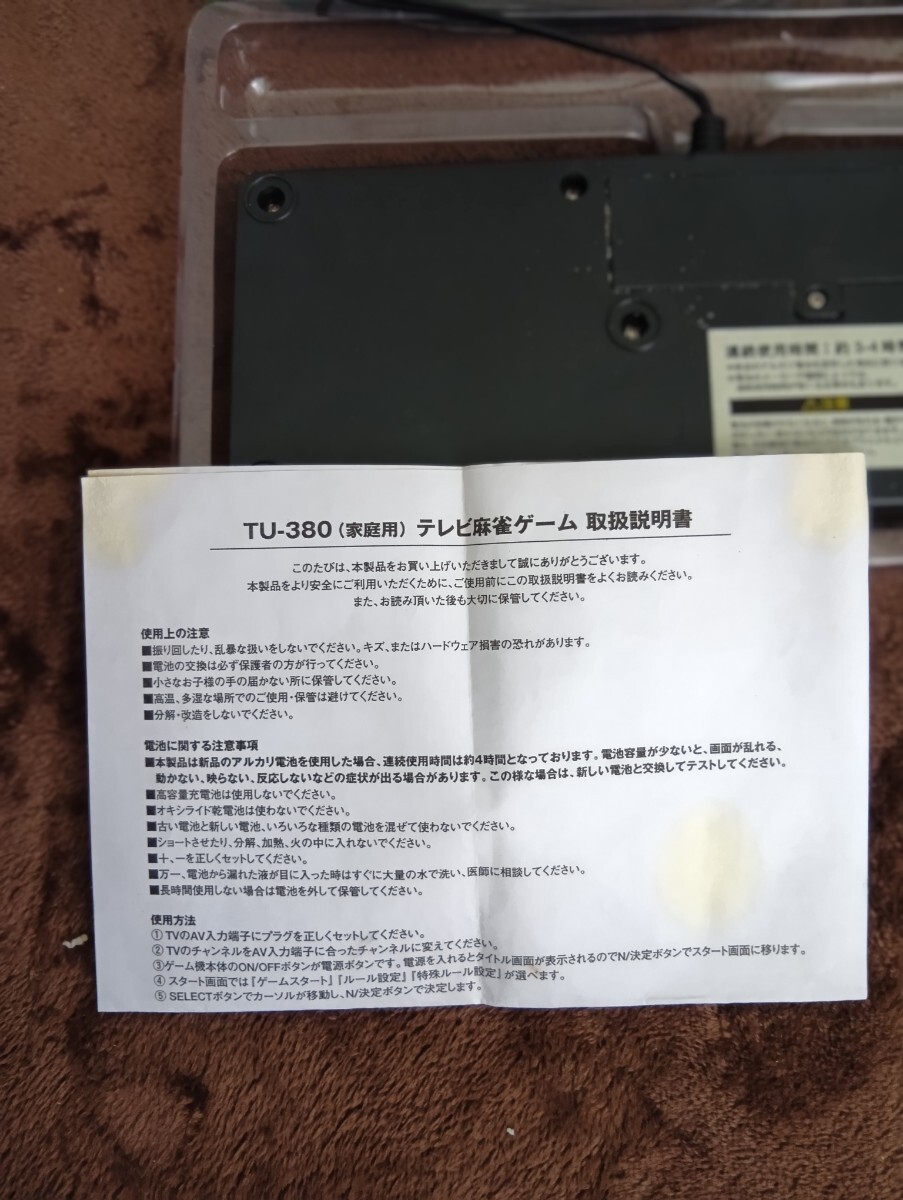 連続使用時間：約3-4時
⚠注意
TU-380（家庭用）テレビ麻雀ゲーム 取扱説明書
このたびは、本製品をお買い上げいただきまして誠にありがとうございます。
本製品をより安全にご利用いただくために、ご使用前にこの取扱説明書をよくお読みください。
また、お読み頂いた後も大切に保管してください。
使用上の注意
■振り回したり、乱暴な扱いをしないでください。キズ、またはハードウェア損害の恐れがあります。
■電池の交換は必ず保護者の方が行ってください。
■小さなお子様の手の届かない所に保管してください。
■高温、多湿な場所でのご使用・保管は避けてください。
■分解・改造をしないでください。
電池に関する注意事項
■本製品は新品のアルカリ電池を使用した場合、連続使用時間は約4時間となっております。電池容量が少ないと、画面が乱れる、
動かない、映らない、反応しないなどの症状が出る場合があります。この様な場合は、新しい電池と交換してテストしてください。
■高容量充電池は使用しないでください。
■オキシライド乾電池は使わないでください。
■古い電池と新しい電池、いろいろな種類の電池を混ぜて使わないでください。
■ショートさせたり、分解、加熱、火の中に入れないでください。
■＋、－を正しくセットしてください。
■万一、電池から漏れた液が目に入った時はすぐに大量の水で洗い、医師に相談してください。
■長時間使用しない場合は電池を外して保管してください。
使用方法
① TVのAV入力端子にプラグを正しくセットしてください。
② TVのチャンネルをAV入力端子に合ったチャンネルに変えてください。
③ゲーム機本体のON/OFFボタンが電源ボタンです。電源を入れるとタイトル画面が表示されるのでN/決定ボタンでスタート画面に移ります。
④ スタート画面では『ゲームスタート』『ルール設定』『特殊ルール設定』が選べます。
⑤ SELECTボタンでカーソルが移動し、N/決定ボタンで決定します。